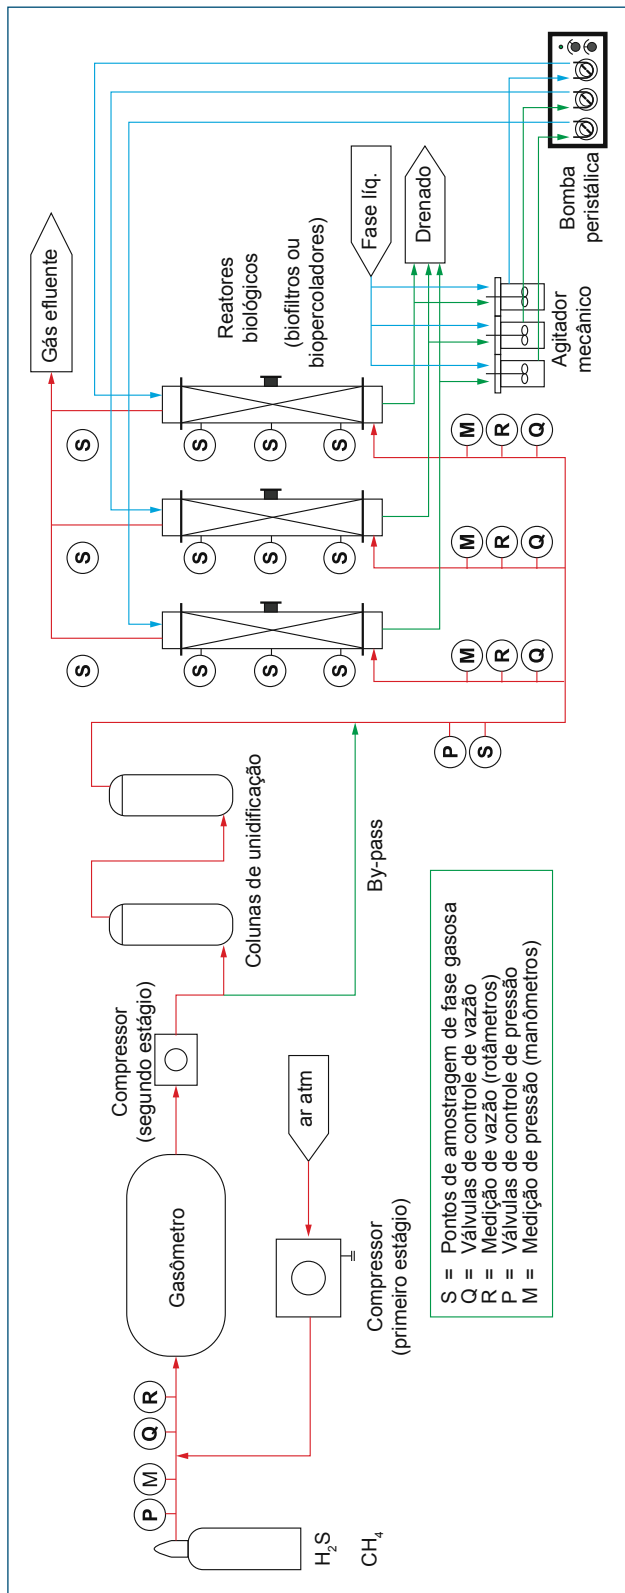 P
M
Q
R
H2S
CH4
Gasômetro
Compressor
(segundo estágio)
ar atm
Compressor
(primeiro estágio)
Colunas de unidificação
By-pass
P
S
S = Pontos de amostragem de fase gasosa
Q = Válvulas de controle de vazão
R = Medição de vazão (rotâmetros)
P = Válvulas de controle de pressão
M = Medição de pressão (manômetros)
S
S
S
S
S
S
S
S
S
S
S
S
M
R
Q
M
R
Q
M
R
Q
Gás efluente
Reatores
biológicos
(biofiltros ou
biopercoladores)
Fase líq.
Drenado
Agitador
mecânico
Bomba
peristálica